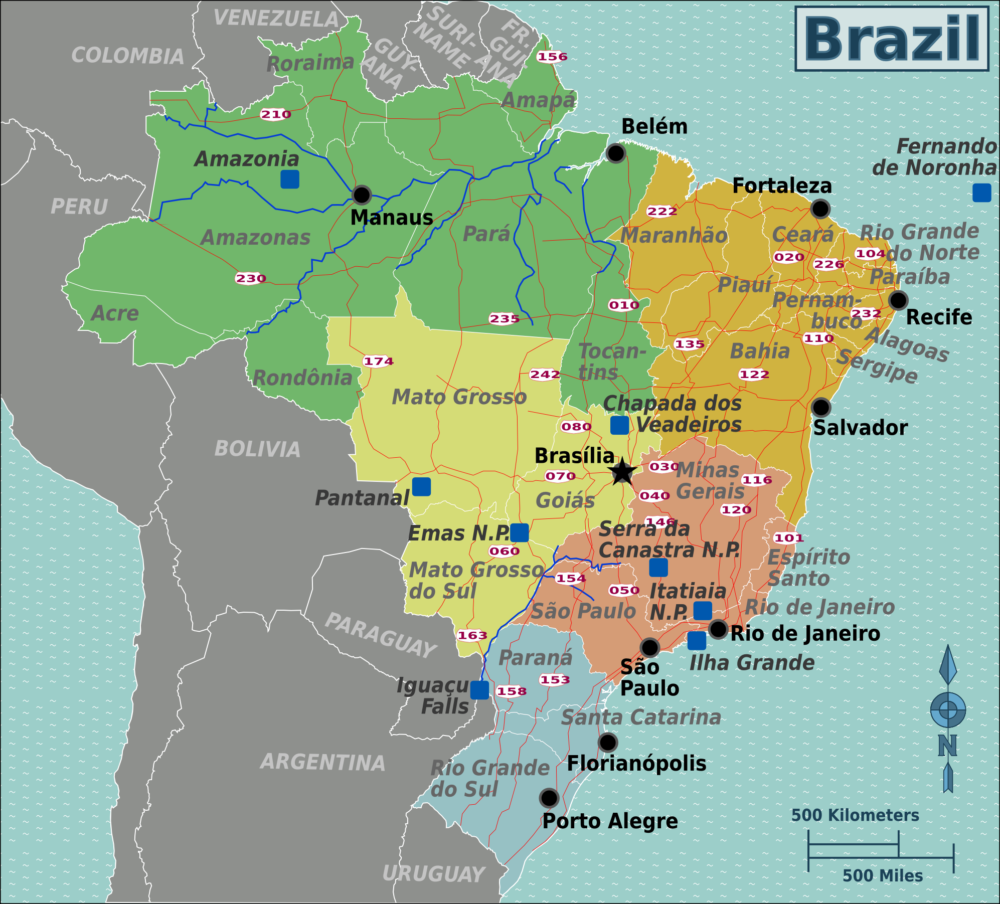 Brazil
VENEZUELA
COLOMBIA
GUY-
ANA
SURI-
NAME
FR.
GUI-
ANA
156
Roraima
Amapá
210
Belém
Fernando
de Noronha
Amazonia
Fortaleza
PERU
Manaus
222
Amazonas
Pará
Maranhão
Ceará
Rio Grande
do Norte
020
226
104
230
Piauí
Paraíba
Acre
010
Pernam-
buco
232
Recife
235
Tocan-
tins
135
Bahia
110
Alagoas
Sergipe
174
242
122
Rondônia
Mato Grosso
Chapada dos
Veadeiros
080
Salvador
BOLIVIA
Brasília
070
030
Minas
Gerais
116
Pantanal
Goiás
040
120
146
Emas N.P.
Serra da
Canastra N.P.
101
060
Espírito
Santo
Mato Grosso
do Sul
154
050
Itatiaia
N.P.
São Paulo
Rio de Janeiro
PARAGUAY
163
Rio de Janeiro
Paraná
São
Paulo
Ilha Grande
Iguaçu
Falls
158
153
Santa Catarina
N
ARGENTINA
Rio Grande
do Sul
Florianópolis
Porto Alegre
500 Kilometers
500 Miles
URUGUAY